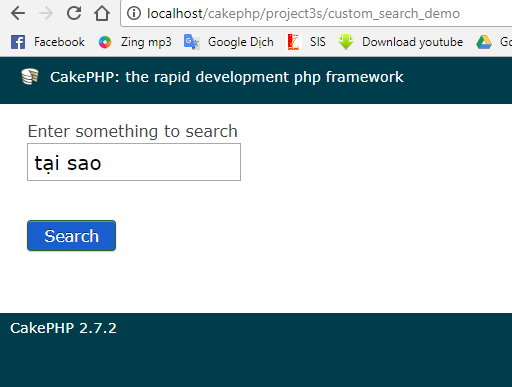 localhost/cakephp/project3s/custom_search_demo
Facebook Zing mp3 Google Dịch SIS Download youtube Go
CakePHP: the rapid development php framework
Enter something to search
tại sao
Search
CakePHP 2.7.2